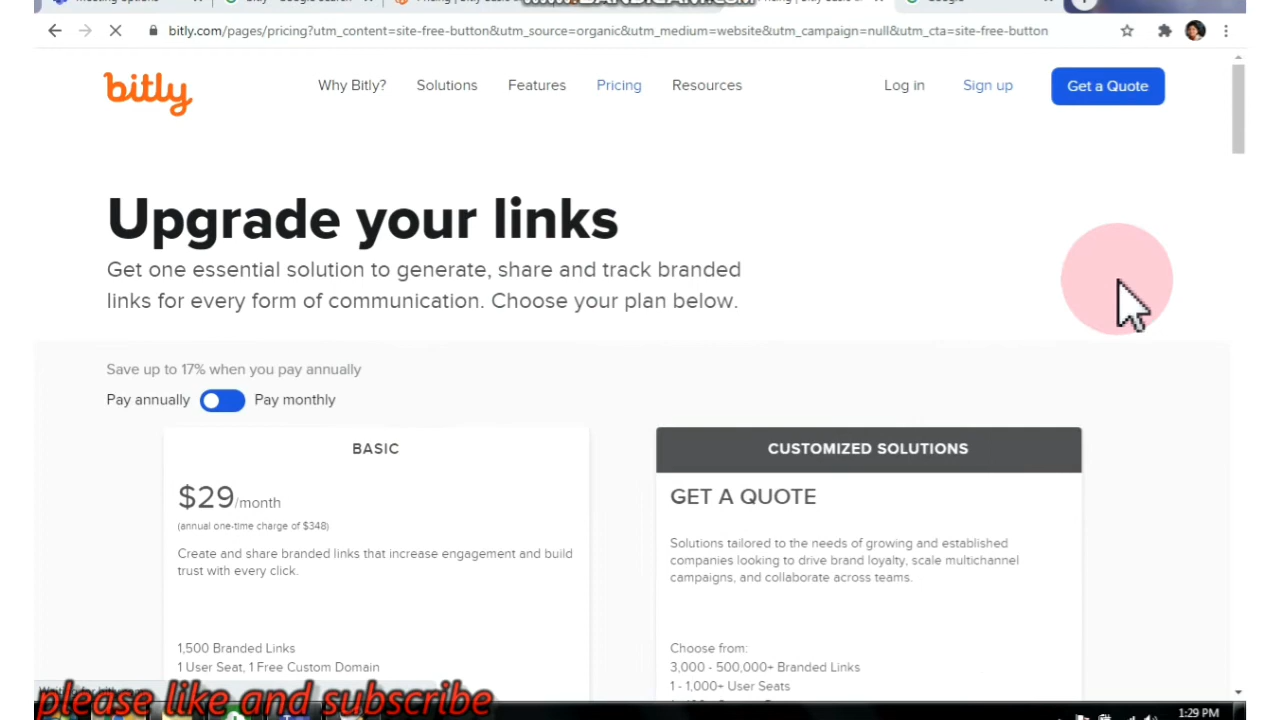 Meeting options
www.BANDICAM.COM
Google
bitly.com/pages/pricing?utm_content=site-free-button&utm_source=organic&utm_medium=website&utm_campaign=null&utm_cta=site-free-button
bitly
Why Bitly?
Solutions
Features
Pricing
Resources
Log in
Sign up
Get a Quote
Upgrade your links
Get one essential solution to generate, share and track branded
links for every form of communication. Choose your plan below.
Save up to 17% when you pay annually
Pay annually
Pay monthly
BASIC
$29/month
(annual one-time charge of $348)
Create and share branded links that increase engagement and build
trust with every click.
1,500 Branded Links
1 User Seat, 1 Free Custom Domain
CUSTOMIZED SOLUTIONS
GET A QUOTE
Solutions tailored to the needs of growing and established
companies looking to drive brand loyalty, scale multichannel
campaigns, and collaborate across teams.
Choose from:
3,000 - 500,000+ Branded Links
1 - 1,000+ User Seats
please like and subscribe
1:29 PM